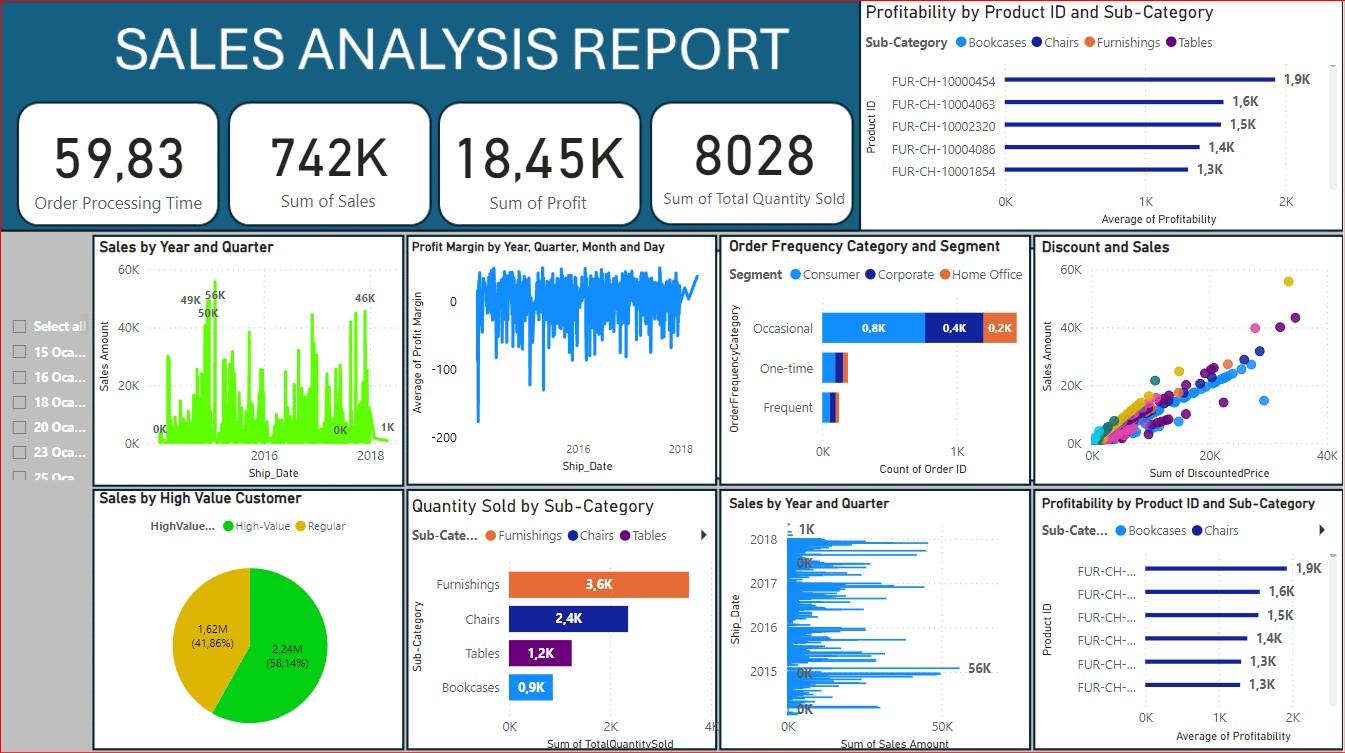 SALES ANALYSIS REPORT
59,83
Order Processing Time
742K
Sum of Sales
18,45K
Sum of Profit
8028
Sum of Total Quantity Sold
Profitability by Product ID and Sub-Category
Sub-Category Bookcases Chairs Furnishings Tables
Product ID
FUR-CH-10000454 1,9K
FUR-CH-10004063 1,6K
FUR-CH-10002320 1,5K
FUR-CH-10004086 1,4K
FUR-CH-10001854 1,3K
0K 1K 2K
Average of Profitability
Select all
15 Oca...
16 Oca...
18 Oca...
20 Oca...
23 Oca...
25 Oca...
Sales by Year and Quarter
Sales Amount
60K
40K
20K
0K
49K 56K
50K
46K
0K 0K 1K
2016 2018
Ship_Date
Profit Margin by Year, Quarter, Month and Day
Average of Profit Margin
0
-100
-200
2016 2018
Ship_Date
Order Frequency Category and Segment
Segment Consumer Corporate Home Office
OrderFrequencyCategory
Occasional 0,8K 0,4K 0,2K
One-time
Frequent
0K 1K
Count of Order ID
Discount and Sales
Sales Amount
60K
40K
20K
0K
0K 20K 40K
Sum of DiscountedPrice
Sales by High Value Customer
HighValue... High-Value Regular
1,62M
(41,86%)
2,24M
(58,14%)
Quantity Sold by Sub-Category
Sub-Cate... Furnishings Chairs Tables
Sub-Category
Furnishings 3,6K
Chairs 2,4K
Tables 1,2K
Bookcases 0,9K
0K 2K 4K
Sum of TotalQuantitySold
Sales by Year and Quarter
Ship_Date
1K
2018
0K
2017
2016
2015 56K
0K
0K
0K 50K
Sum of Sales Amount
Profitability by Product ID and Sub-Category
Sub-Cate... Bookcases Chairs
Product ID
FUR-CH-... 1,9K
FUR-CH-... 1,6K
FUR-CH-... 1,5K
FUR-CH-... 1,4K
FUR-CH-... 1,3K
FUR-CH-... 1,3K
0K 1K 2K
Average of Profitability